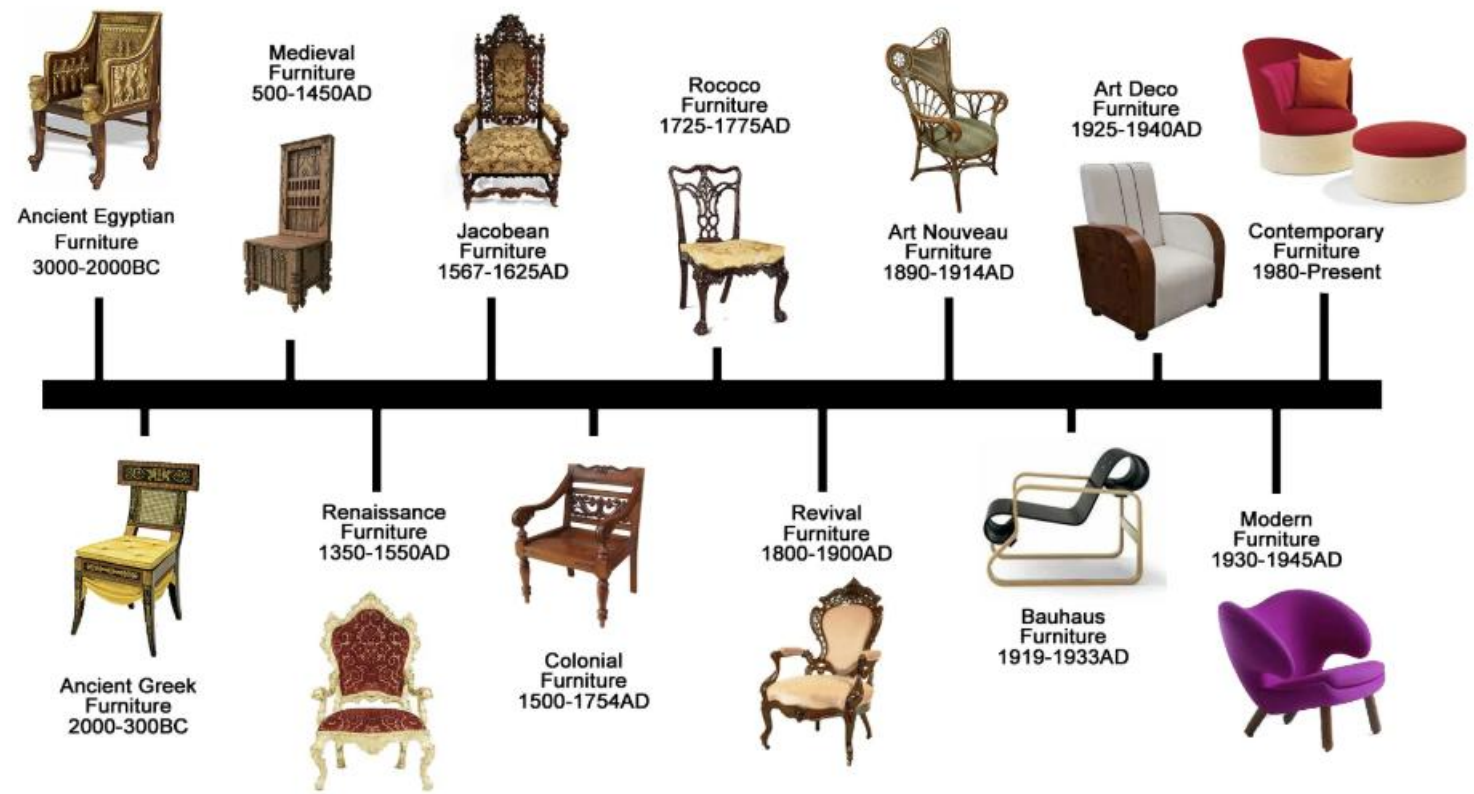 Ancient Egyptian
Furniture
3000-2000BC
Medieval
Furniture
500-1450AD
Jacobean
Furniture
1567-1625AD
Rococo
Furniture
1725-1775AD
Art Nouveau
Furniture
1890-1914AD
Art Deco
Furniture
1925-1940AD
Contemporary
Furniture
1980-Present
Ancient Greek
Furniture
2000-300BC
Renaissance
Furniture
1350-1550AD
Colonial
Furniture
1500-1754AD
Revival
Furniture
1800-1900AD
Bauhaus
Furniture
1919-1933AD
Modern
Furniture
1930-1945AD